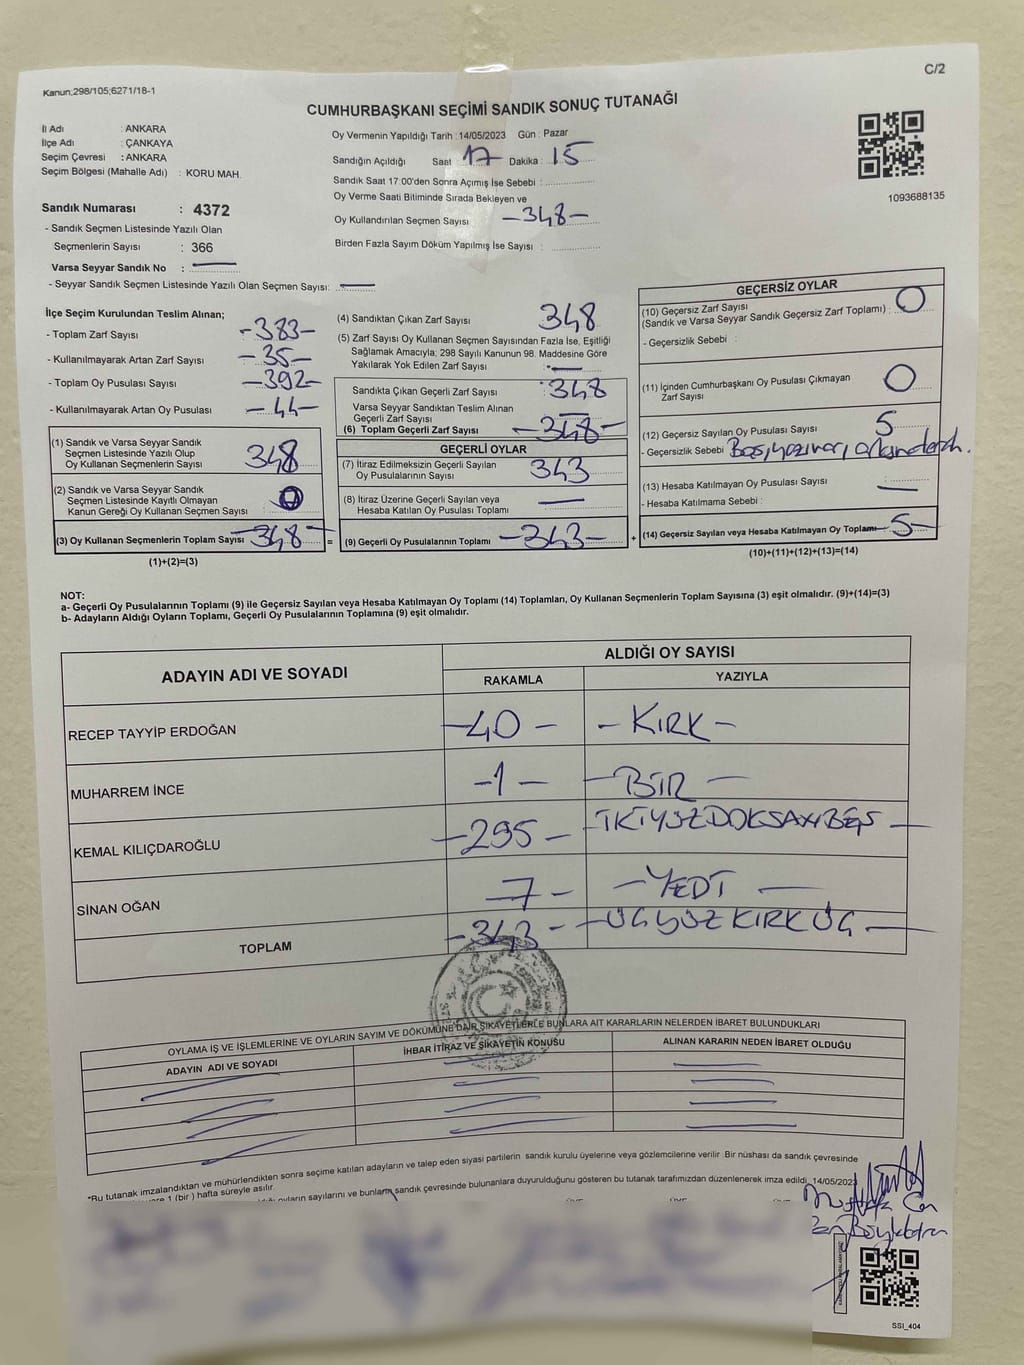 C/2
Kanun;298/105;6271/18-1
CUMHURBAŞKANI SEÇİMİ SANDIK SONUÇ TUTANAĞI
İl Adı : ANKARA
İlçe Adı : ÇANKAYA
Seçim Çevresi : ANKARA
Seçim Bölgesi (Mahalle Adı) : KORU MAH.
Sandık Numarası : 4372
- Sandık Seçmen Listesinde Yazılı Olan
Seçmenlerin Sayısı : 366
Varsa Seyyar Sandık No :
- Seyyar Sandık Seçmen Listesinde Yazılı Olan Seçmen Sayısı:
Oy Vermenin Yapıldığı Tarih :14/05/2023 Gün : Pazar
Sandığın Açıldığı Saat 17 Dakika : 15
Sandık Saat 17:00'den Sonra Açımış İse Sebebi :
Oy Verme Saati Bitiminde Sırada Bekleyen ve
Oy Kullandırılan Seçmen Sayısı -348-
Birden Fazla Sayım Döküm Yapılmış İse Sayısı :
1093688135
İlçe Seçim Kurulundan Teslim Alınan;
- Toplam Zarf Sayısı -383-
- Kullanılmayarak Artan Zarf Sayısı -35-
- Toplam Oy Pusulası Sayısı -392-
- Kullanılmayarak Artan Oy Pusulası -44-
(1) Sandık ve Varsa Seyyar Sandık
Seçmen Listesinde Yazılı Olup
Oy Kullanan Seçmenlerin Sayısı 348
(2) Sandık ve Varsa Seyyar Sandık
Seçmen Listesinde Kayıtlı Olmayan
Kanun Gereği Oy Kullanan Seçmen Sayısı : 0
(3) Oy Kullanan Seçmenlerin Toplam Sayısı -348- =
(1)+(2)=(3)
(4) Sandıktan Çıkan Zarf Sayısı 348
(5) Zarf Sayısı Oy Kullanan Seçmen Sayısından Fazla İse, Eşitliği
Sağlamak Amacıyla; 298 Sayılı Kanunun 98. Maddesine Göre
Yakılarak Yok Edilen Zarf Sayısı :
Sandıkta Çıkan Geçerli Zarf Sayısı : 348
Varsa Seyyar Sandıktan Teslim Alınan
Geçerli Zarf Sayısı
(6) Toplam Geçerli Zarf Sayısı -348-
GEÇERLİ OYLAR
(7) İtiraz Edilmeksizin Geçerli Sayılan
Oy Pusulalarının Sayısı 343
(8) İtiraz Üzerine Geçerli Sayılan veya
Hesaba Katılan Oy Pusulası Toplamı
(9) Geçerli Oy Pusulalarının Toplamı -343- +
GEÇERSİZ OYLAR
(10) Geçersiz Zarf Sayısı
(Sandık ve Varsa Seyyar Sandık Geçersiz Zarf Toplamı) : 0
- Geçersizlik Sebebi :
(11) İçinden Cumhurbaşkanı Oy Pusulası Çıkmayan
Zarf Sayısı 0
(12) Geçersiz Sayılan Oy Pusulası Sayısı 5
- Geçersizlik Sebebi
(13) Hesaba Katılmayan Oy Pusulası Sayısı
- Hesaba Katılmama Sebebi :
(14) Geçersiz Sayılan veya Hesaba Katılmayan Oy Toplamı -5-
(10)+(11)+(12)+(13)=(14)
NOT:
a- Geçerli Oy Pusulalarının Toplamı (9) ile Geçersiz Sayılan veya Hesaba Katılmayan Oy Toplamı (14) Toplamları, Oy Kullanan Seçmenlerin Toplam Sayısına (3) eşit olmalıdır. (9)+(14)=(3)
b- Adayların Aldığı Oyların Toplamı, Geçerli Oy Pusulalarının Toplamına (9) eşit olmalıdır.
ADAYIN ADI VE SOYADI
ALDIĞI OY SAYISI
RAKAMLA YAZIYLA
RECEP TAYYİP ERDOĞAN -40- -KIRK-
MUHARREM İNCE -1- -BİR-
KEMAL KILIÇDAROĞLU -295- -İKİYÜZDOKSANBEŞ-
SİNAN OĞAN 7- -YEDİ-
TOPLAM -343- -ÜÇYÜZKIRKÜÇ-
OYLAMA İŞ VE İŞLEMLERİNE VE OYLARIN SAYIM VE DÖKÜMÜNE DAİR ŞİKAYETLERLE BUNLARA AİT KARARLARIN NELERDEN İBARET BULUNDUKLARI
ADAYIN ADI VE SOYADI
İHBAR İTİRAZ VE ŞİKAYETİN KONUSU
ALINAN KARARIN NEDEN İBARET OLDUĞU
*Bu tutanak imzalandıktan ve mühürlendikten sonra seçime katılan adayların ve talep eden siyasi partilerin sandık kurulu üyelerine veya gözlemcilerine verilir. Bir nüshası da sandık çevresinde
1 (bir) hafta süreyle asılır.
oyların sayılarını ve bunların sandık çevresinde bulunanlara duyurulduğunu gösteren bu tutanak tarafımızdan düzenlenerek imza edildi. 14/05/2023
SSI_404